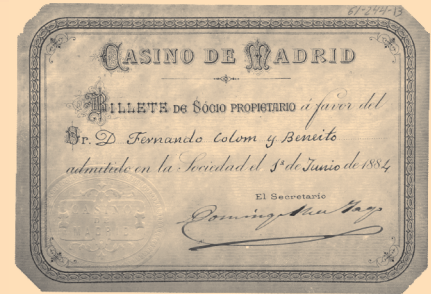 61-244-13
CASINO DE MADRID
BILLETE DE SÓCIO PROPIETARIO á favor del
Sr. D. Fernando Colom y Beneito
admitido en la Sociedad el 1º de Junio de 1884
El Secretario